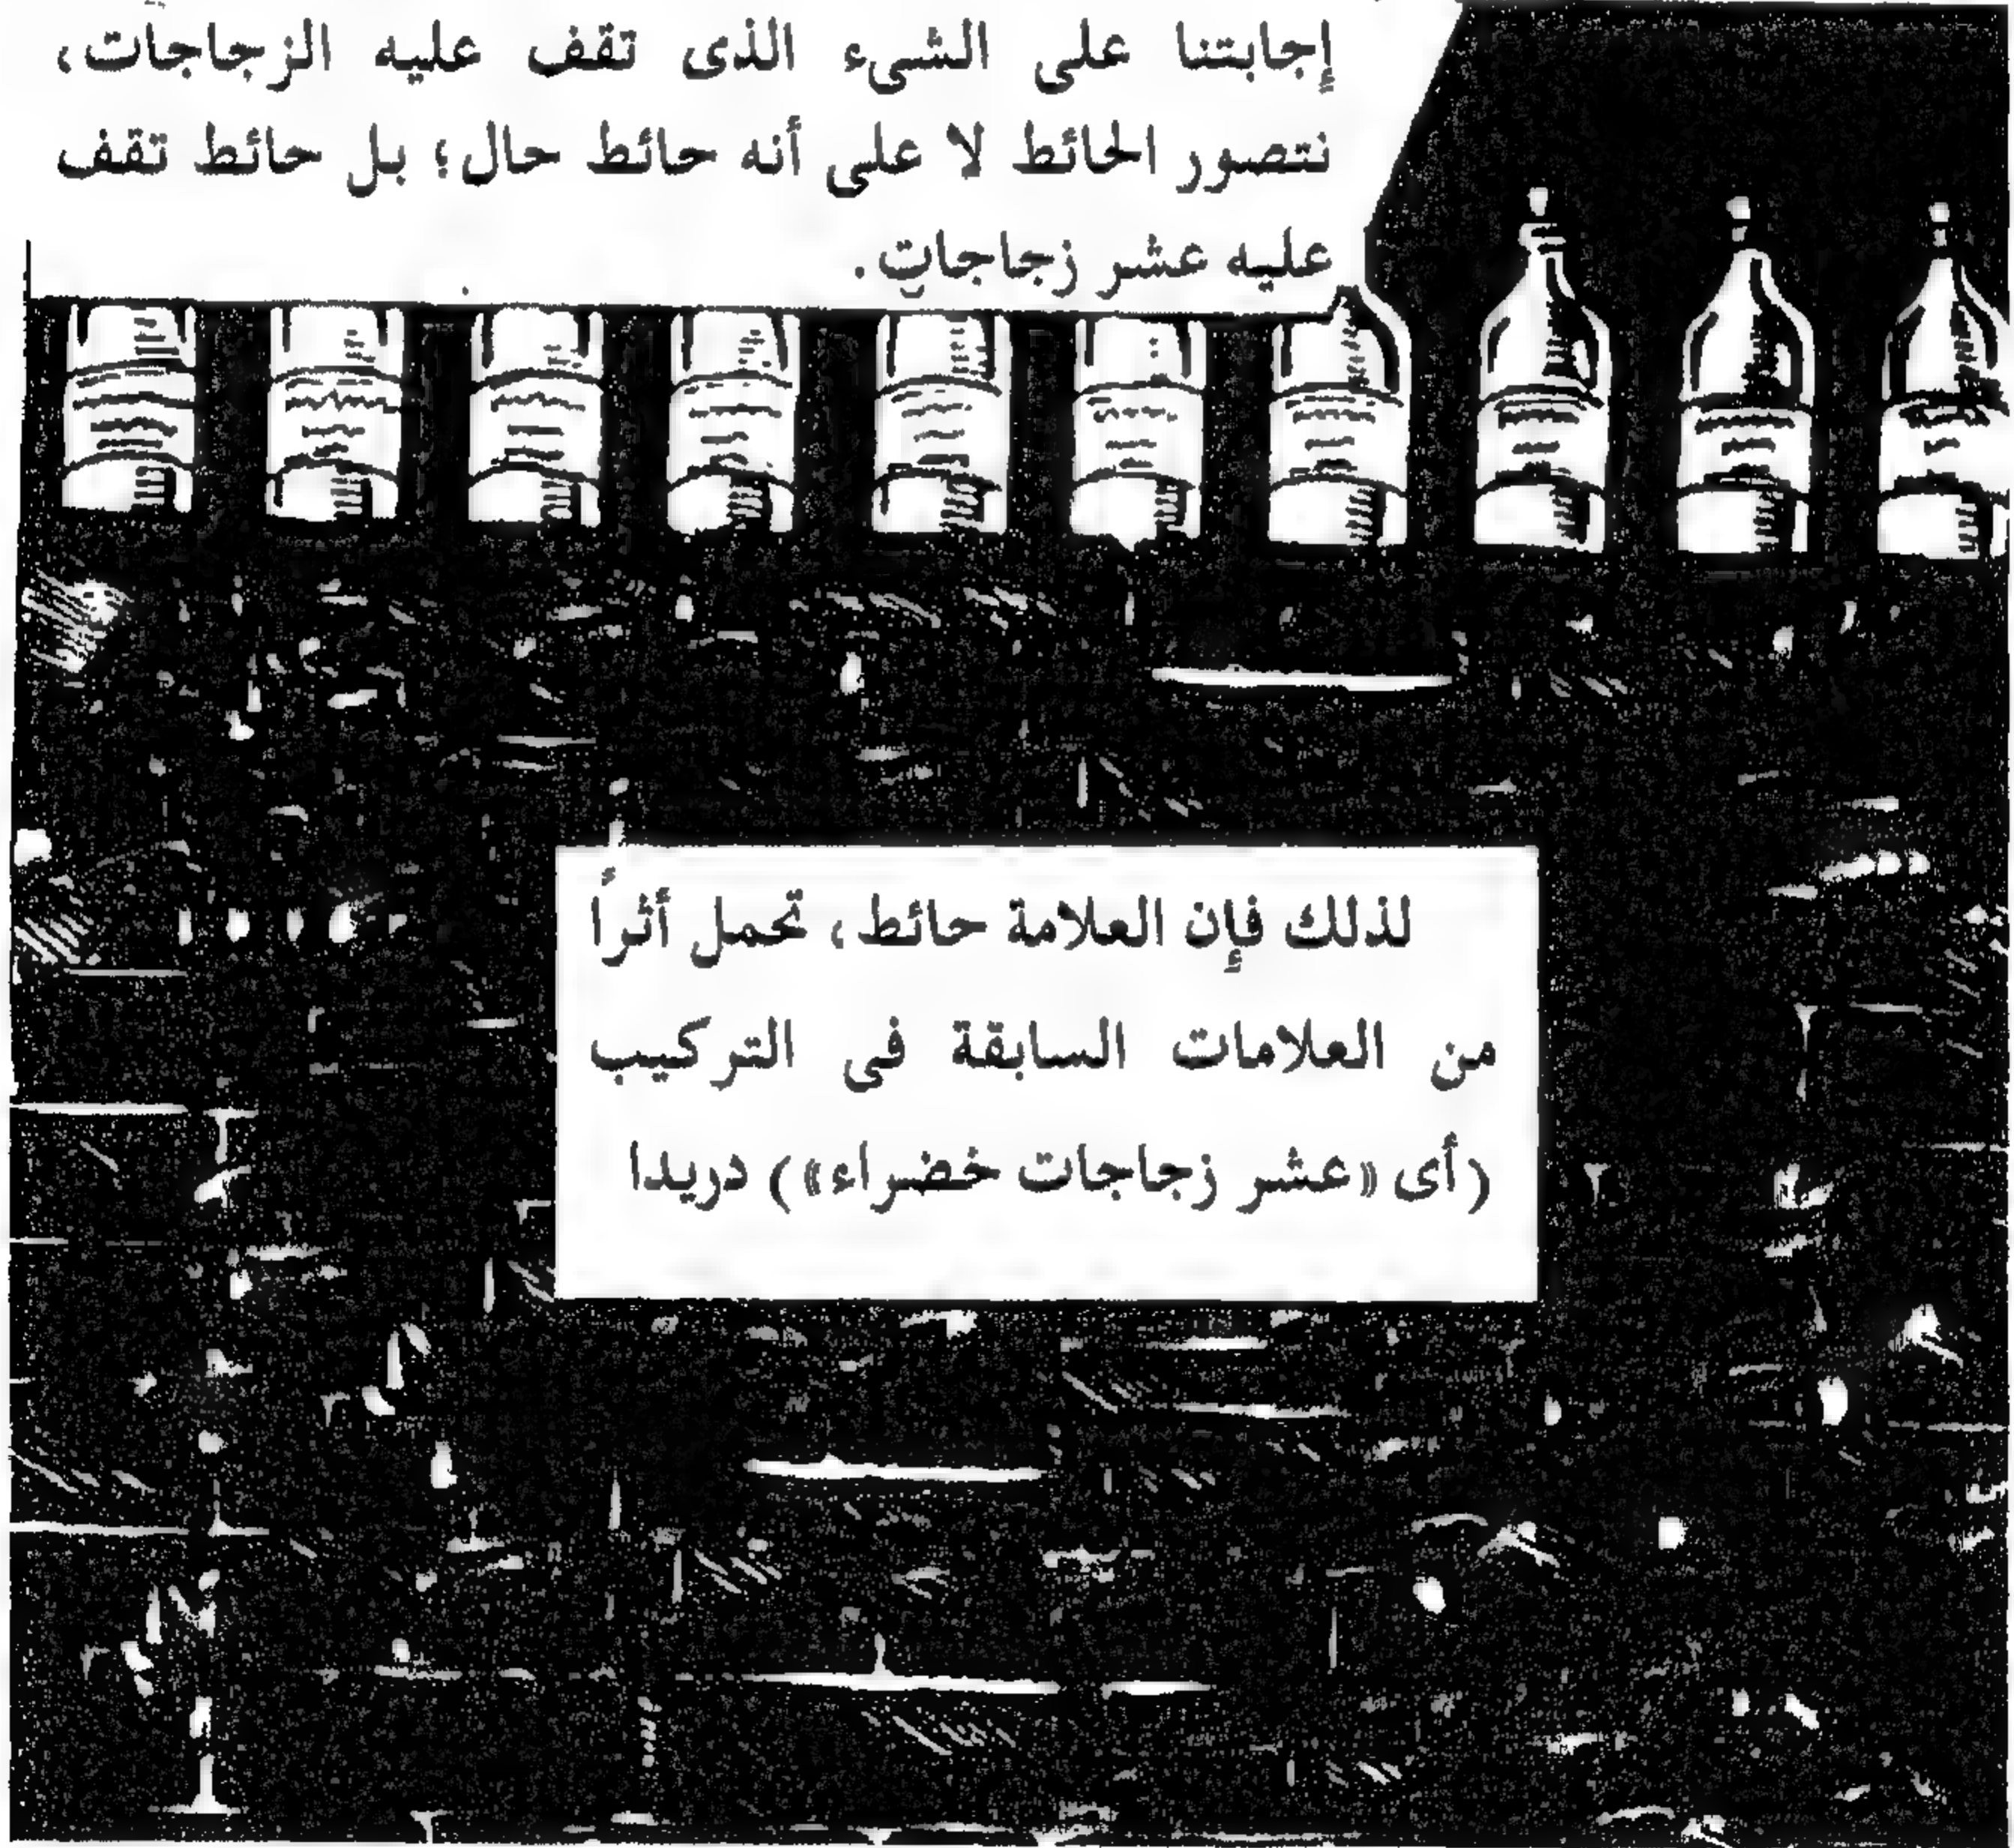 إجابتنا على الشىء الذى تقف عليه الزجاجات،
نتصور الحائط لا على أنه حائط حال؛ بل حائط تقف
عليه عشر زجاجات.
لذلك فإن العلامة حائط، تحمل أثراً
من العلامات السابقة فى التركيب
(أى «عشر زجاجات خضراء») دريدا